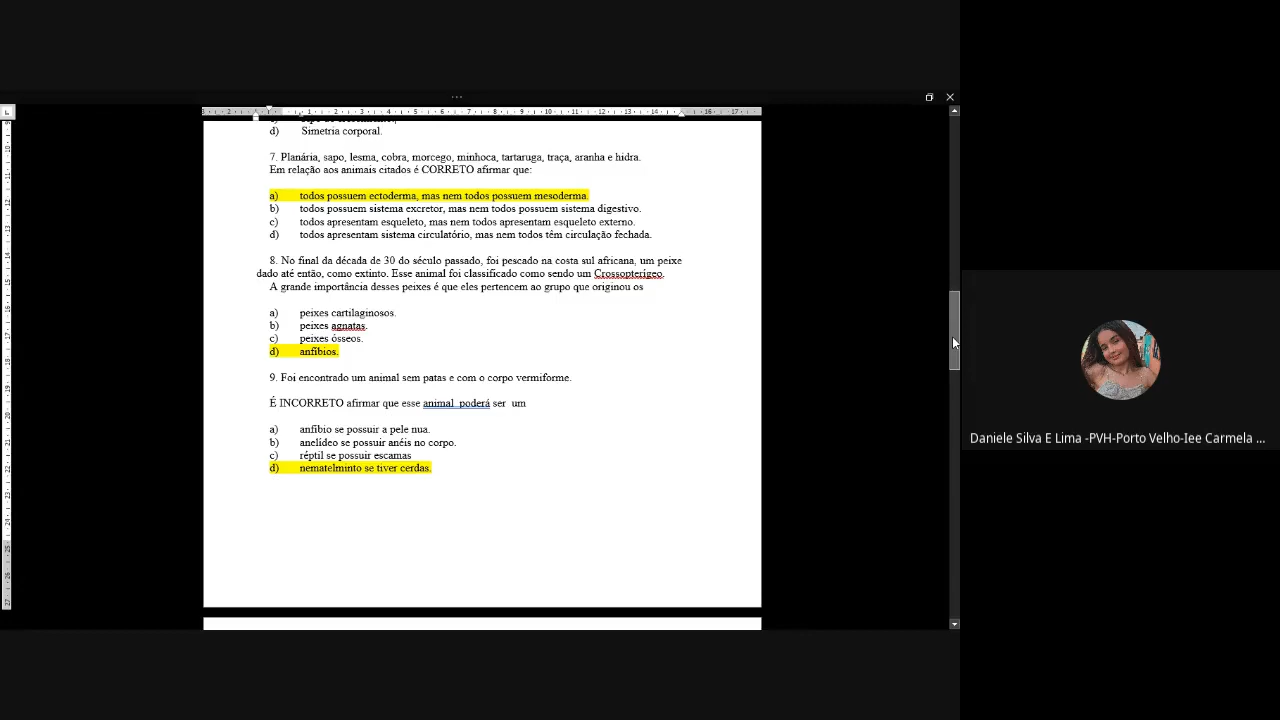 d) Simetria corporal.
7. Planária, sapo, lesma, cobra, morcego, minhoca, tartaruga, traça, aranha e hidra.
Em relação aos animais citados é CORRETO afirmar que:
a) todos possuem ectoderma, mas nem todos possuem mesoderma.
b) todos possuem sistema excretor, mas nem todos possuem sistema digestivo.
c) todos apresentam esqueleto, mas nem todos apresentam esqueleto externo.
d) todos apresentam sistema circulatório, mas nem todos têm circulação fechada.
8. No final da década de 30 do século passado, foi pescado na costa sul africana, um peixe
dado até então, como extinto. Esse animal foi classificado como sendo um Crossopterígeo.
A grande importância desses peixes é que eles pertencem ao grupo que originou os
a) peixes cartilaginosos.
b) peixes agnatas.
c) peixes ósseos.
d) anfíbios.
9. Foi encontrado um animal sem patas e com o corpo vermiforme.
É INCORRETO afirmar que esse animal  poderá ser  um
a) anfíbio se possuir a pele nua.
b) anelídeo se possuir anéis no corpo.
c) réptil se possuir escamas
d) nematelminto se tiver cerdas.
Daniele Silva E Lima -PVH-Porto Velho-Iee Carmela ...